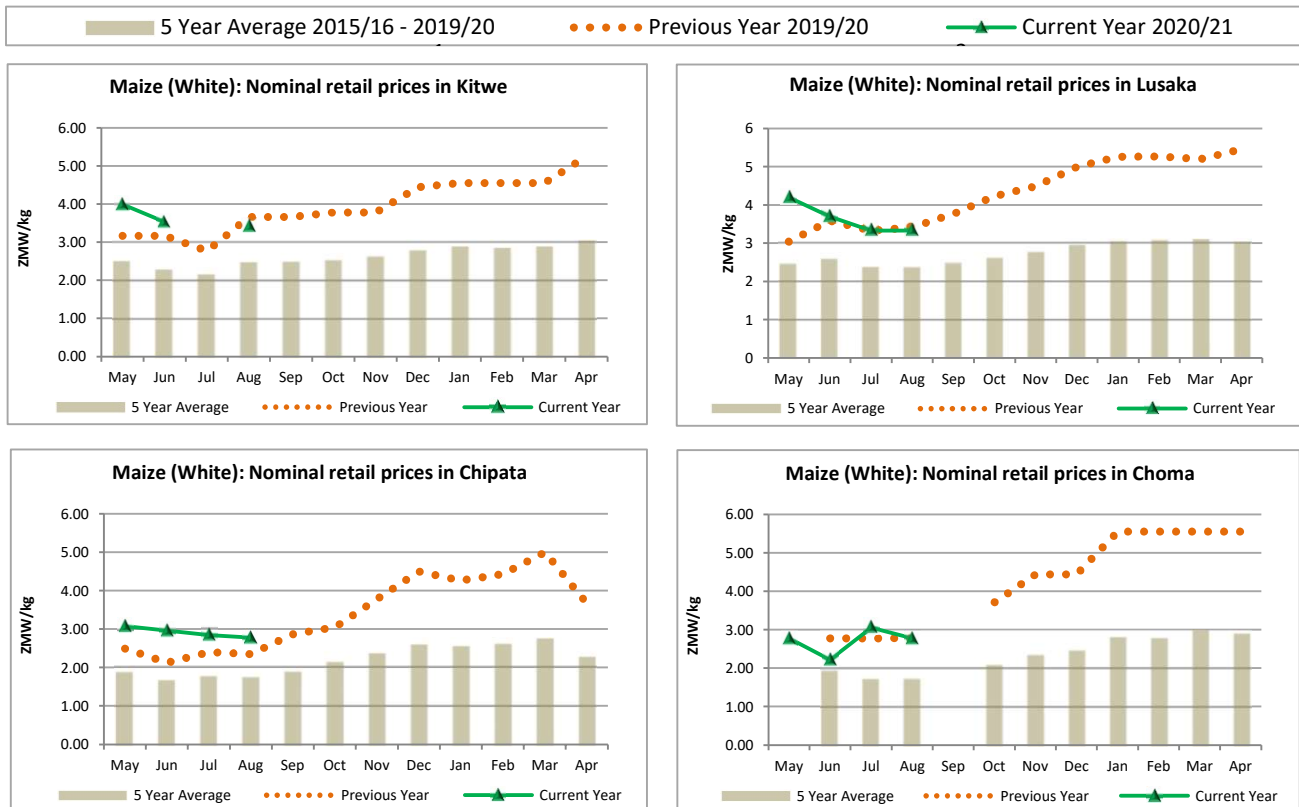 5 Year Average 2015/16 - 2019/20 Previous Year 2019/20 Current Year 2020/21
Maize (White): Nominal retail prices in Kitwe
ZMW/kg
6.00
5.00
4.00
3.00
2.00
1.00
0.00
May Jun Jul Aug Sep Oct Nov Dec Jan Feb Mar Apr
5 Year Average Previous Year Current Year
Maize (White): Nominal retail prices in Lusaka
ZMW/kg
6
5
4
3
2
1
0
May Jun Jul Aug Sep Oct Nov Dec Jan Feb Mar Apr
5 Year Average Previous Year Current Year
Maize (White): Nominal retail prices in Chipata
ZMW/kg
6.00
5.00
4.00
3.00
2.00
1.00
0.00
May Jun Jul Aug Sep Oct Nov Dec Jan Feb Mar Apr
5 Year Average Previous Year Current Year
Maize (White): Nominal retail prices in Choma
ZMW/kg
6.00
5.00
4.00
3.00
2.00
1.00
0.00
May Jun Jul Aug Sep Oct Nov Dec Jan Feb Mar Apr
5 Year Average Previous Year Current Year